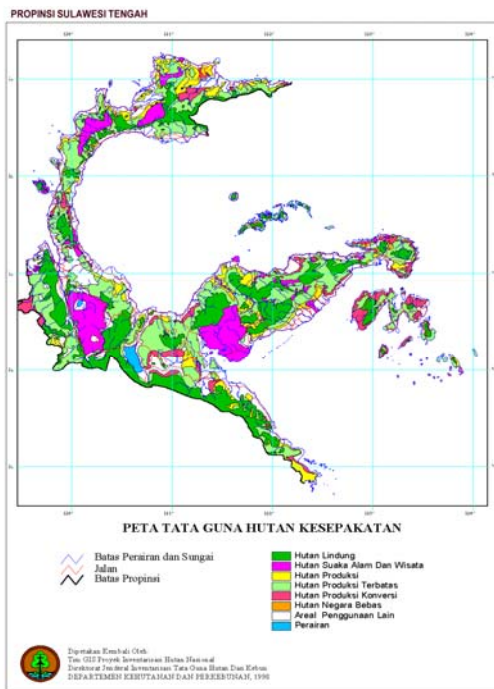 PROPINSI SULAWESI TENGAH
PETA TATA GUNA HUTAN KESEPAKATAN
Batas Perairan dan Sungai
Jalan
Batas Propinsi
Hutan Lindung
Hutan Suaka Alam Dan Wisata
Hutan Produksi
Hutan Produksi Terbatas
Hutan Produksi Konversi
Hutan Negara Bebas
Areal Penggunaan Lain
Perairan
Dipetakan Kembali Oleh
Tim GIS Proyek Inventarisasi Hutan Nasional
Direktorat Jenderal Inventarisasi Tata Guna Hutan Dan Kebun
DEPARTEMEN KEHUTANAN DAN PERKEBUNAN, 1998